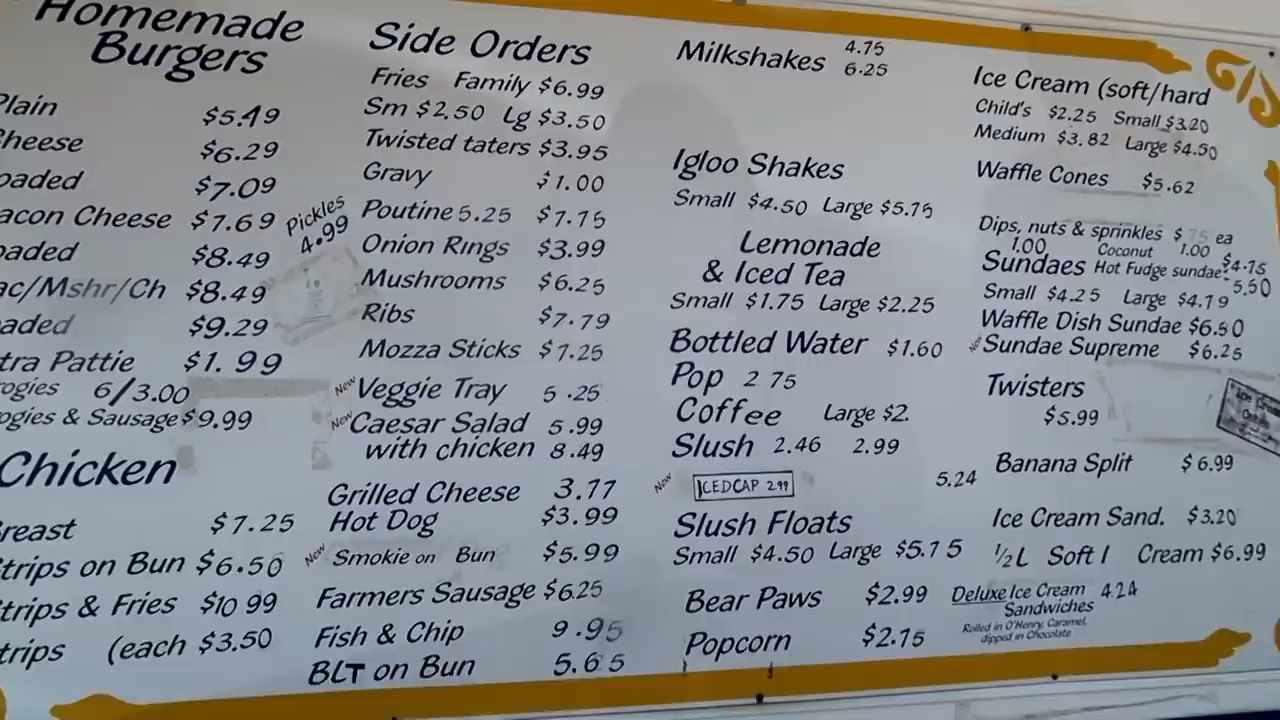 Homemade
Burgers
Plain $5.49
Cheese $6.29
oaded $7.09
acon Cheese $7.69
oaded $8.49
ac/Mshr/Ch $8.49
oaded $9.29
tra Pattie $1.99
rogies 6/3.00
ogies & Sausage $9.99
Pickles
4.99
Chicken
reast $7.25
trips on Bun $6.50
trips & Fries $10 99
trips (each $3.50
Side Orders
Fries Family $6.99
Sm $2.50 Lg $3.50
Twisted taters $3.95
Gravy $1.00
Poutine 5.25 $7.75
Onion Rings $3.99
Mushrooms $6.25
Ribs $7.79
Mozza Sticks $7.25
New Veggie Tray 5.25
New Caesar Salad 5.99
with chicken 8.49
Grilled Cheese 3.77
Hot Dog $3.99
New Smokie on Bun $5.99
Farmers Sausage $6.25
Fish & Chip 9.95
BLT on Bun 5.65
Milkshakes 4.75
6.25
Igloo Shakes
Small $4.50 Large $5.75
Lemonade
& Iced Tea
Small $1.75 Large $2.25
Bottled Water $1.60
Pop 2 75
Coffee Large $2.
Slush 2.46 2.99
New ICEDCAP 2.99 5.24
Slush Floats
Small $4.50 Large $5.75
Bear Paws $2.99
Popcorn $2.75
Ice Cream (soft/hard
Child's $2.25 Small $3.20
Medium $3.82 Large $4.50
Waffle Cones $5.62
Dips, nuts & sprinkles $.75 ea
1.00 Coconut 1.00
Sundaes Hot Fudge sundae $4.75
5.50
Small $4.25 Large $4.79
Waffle Dish Sundae $6.50
New Sundae Supreme $6.25
Twisters
$5.99
Banana Split $6.99
Ice Cream Sand. $3.20
1/2L Soft I Cream $6.99
Deluxe Ice Cream 4.24
Sandwiches
Rolled in O'Henry, Caramel,
dipped in Chocolate